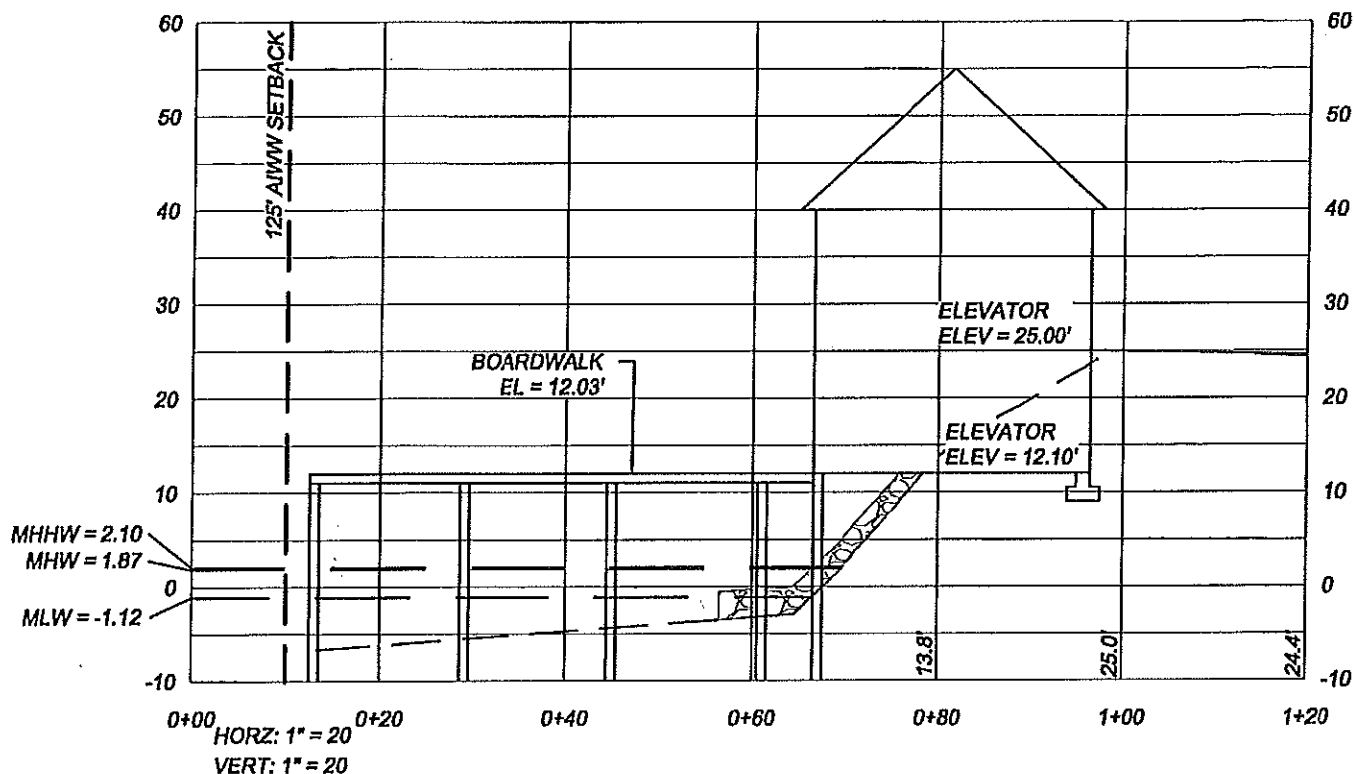 60
60
125' AIWW SETBACK
50
50
40
40
30
30
ELEVATOR
ELEV = 25.00'
BOARDWALK
EL = 12.03'
20
20
ELEVATOR
ELEV = 12.10'
10
10
MHHW = 2.10
MHW = 1.87
0
0
MLW = -1.12
13.8'
25.0'
24.4'
-10
-10
0+00
0+20
0+40
0+60
0+80
1+00
1+20
HORZ: 1" = 20
VERT: 1" = 20